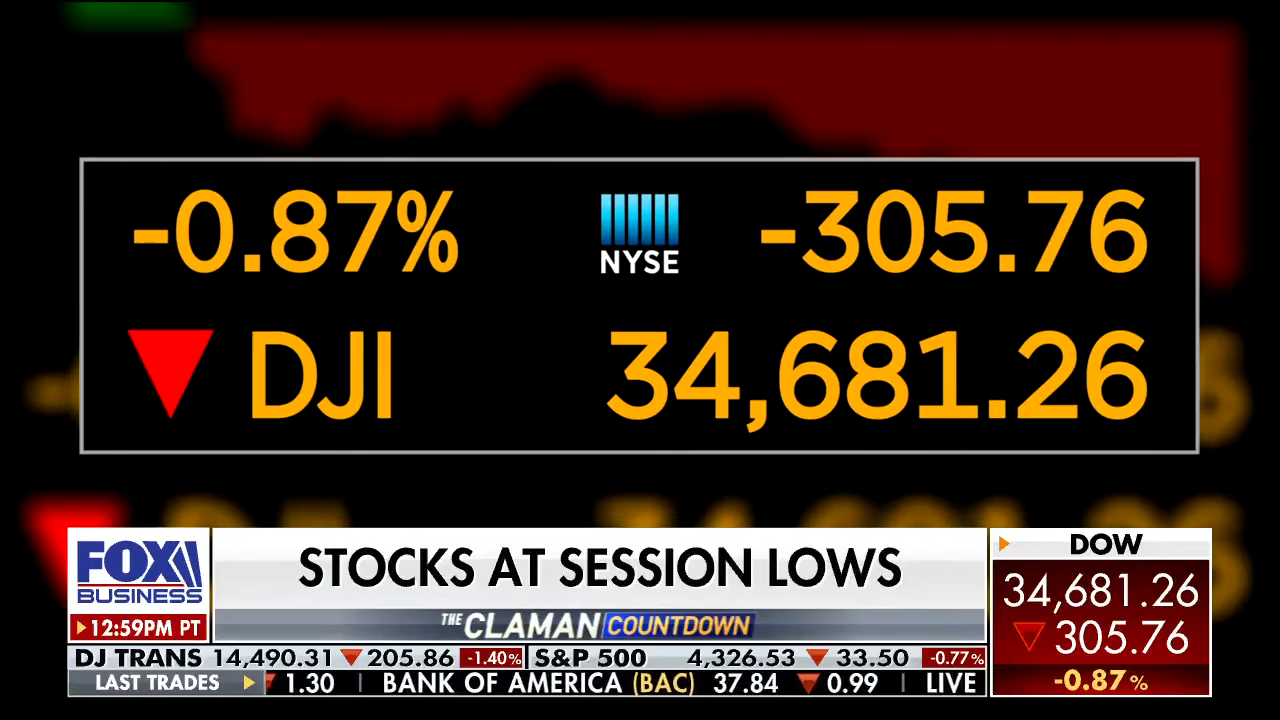 -0.87% NYSE -305.76
▼ DJI 34,681.26
FOX BUSINESS
12:59PM PT
STOCKS AT SESSION LOWS
THE CLAMAN COUNTDOWN
DOW
34,681.26
▼ 305.76
-0.87%
DJ TRANS 14,490.31 ▼ 205.86 -1.40% S&P 500 4,326.53 ▼ 33.50 -0.77%
LAST TRADES 1.30 | BANK OF AMERICA (BAC) 37.84 ▼ 0.99 | LIVE